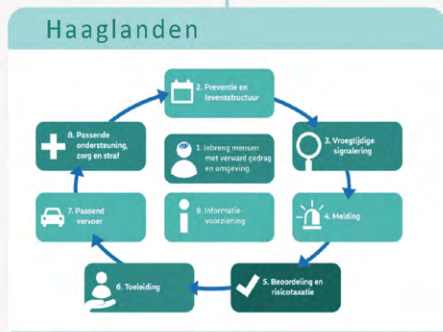 Haaglanden
2. Preventie en
levensstructuur
8. Passende
ondersteuning,
zorg en straf
1. Inbreng mensen
met verward gedrag
en omgeving
3. Vroegtijdige
signalering
7. Passend
vervoer
9. Informatie
voorziening
4. Melding
6. Toeleiding
5. Beoordeling en
risicotaxatie